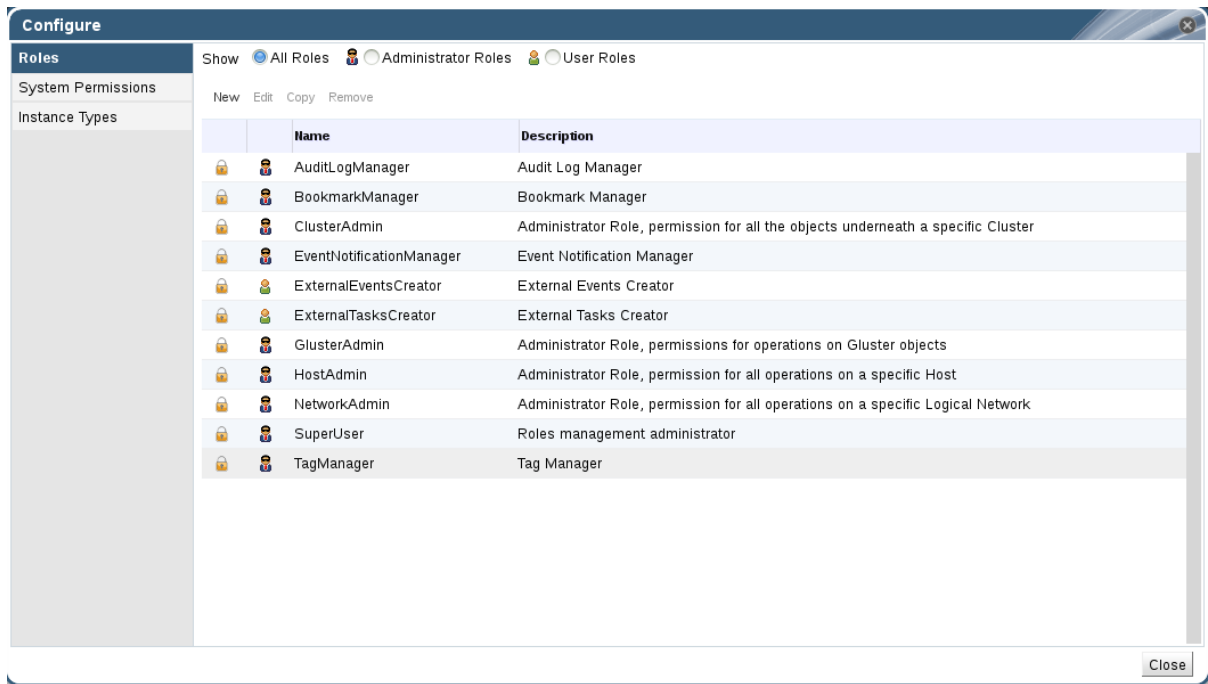 Configure
Roles
System Permissions
Instance Types
Show All Roles Administrator Roles User Roles
New Edit Copy Remove
Name Description
AuditLogManager Audit Log Manager
BookmarkManager Bookmark Manager
ClusterAdmin Administrator Role, permission for all the objects underneath a specific Cluster
EventNotificationManager Event Notification Manager
ExternalEventsCreator External Events Creator
ExternalTasksCreator External Tasks Creator
GlusterAdmin Administrator Role, permissions for operations on Gluster objects
HostAdmin Administrator Role, permission for all operations on a specific Host
NetworkAdmin Administrator Role, permission for all operations on a specific Logical Network
SuperUser Roles management administrator
TagManager Tag Manager
Close